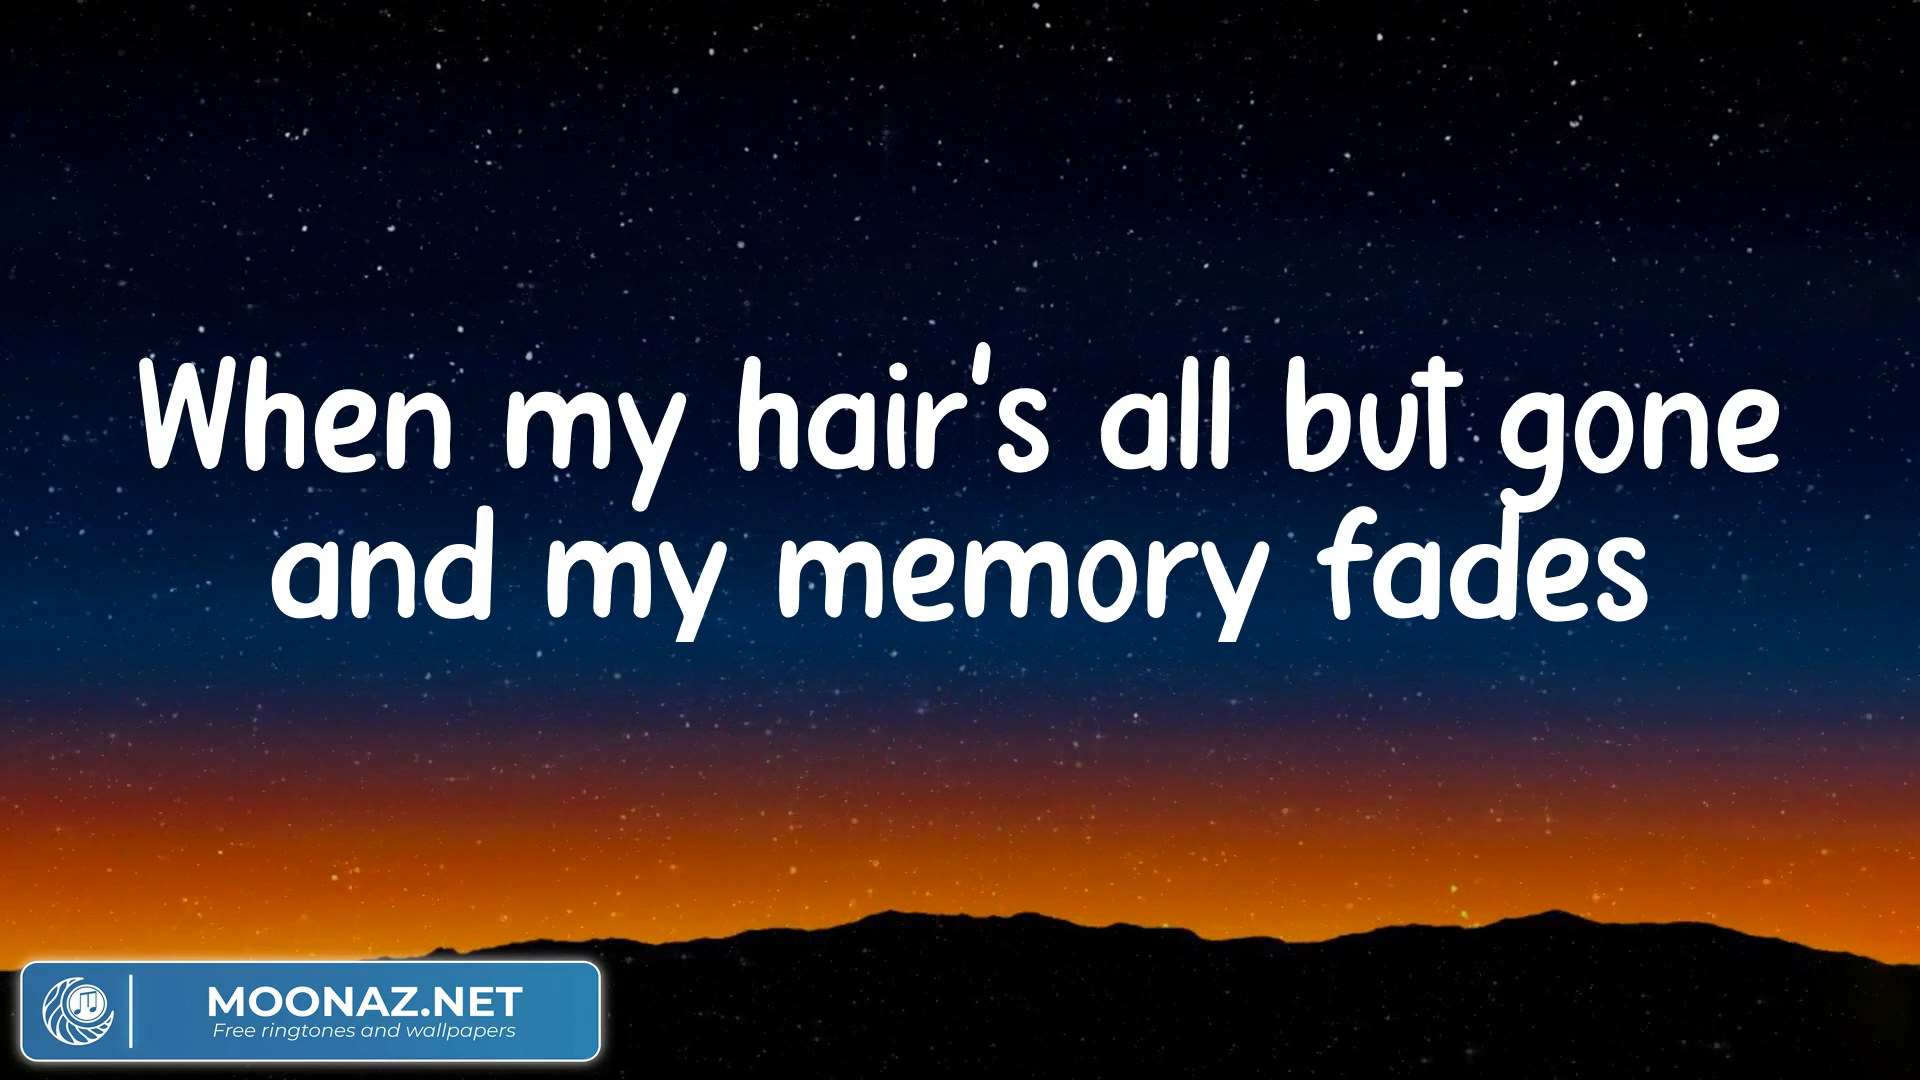 When my hair's all but gone
and my memory fades
MOONAZ.NET
Free ringtones and wallpapers